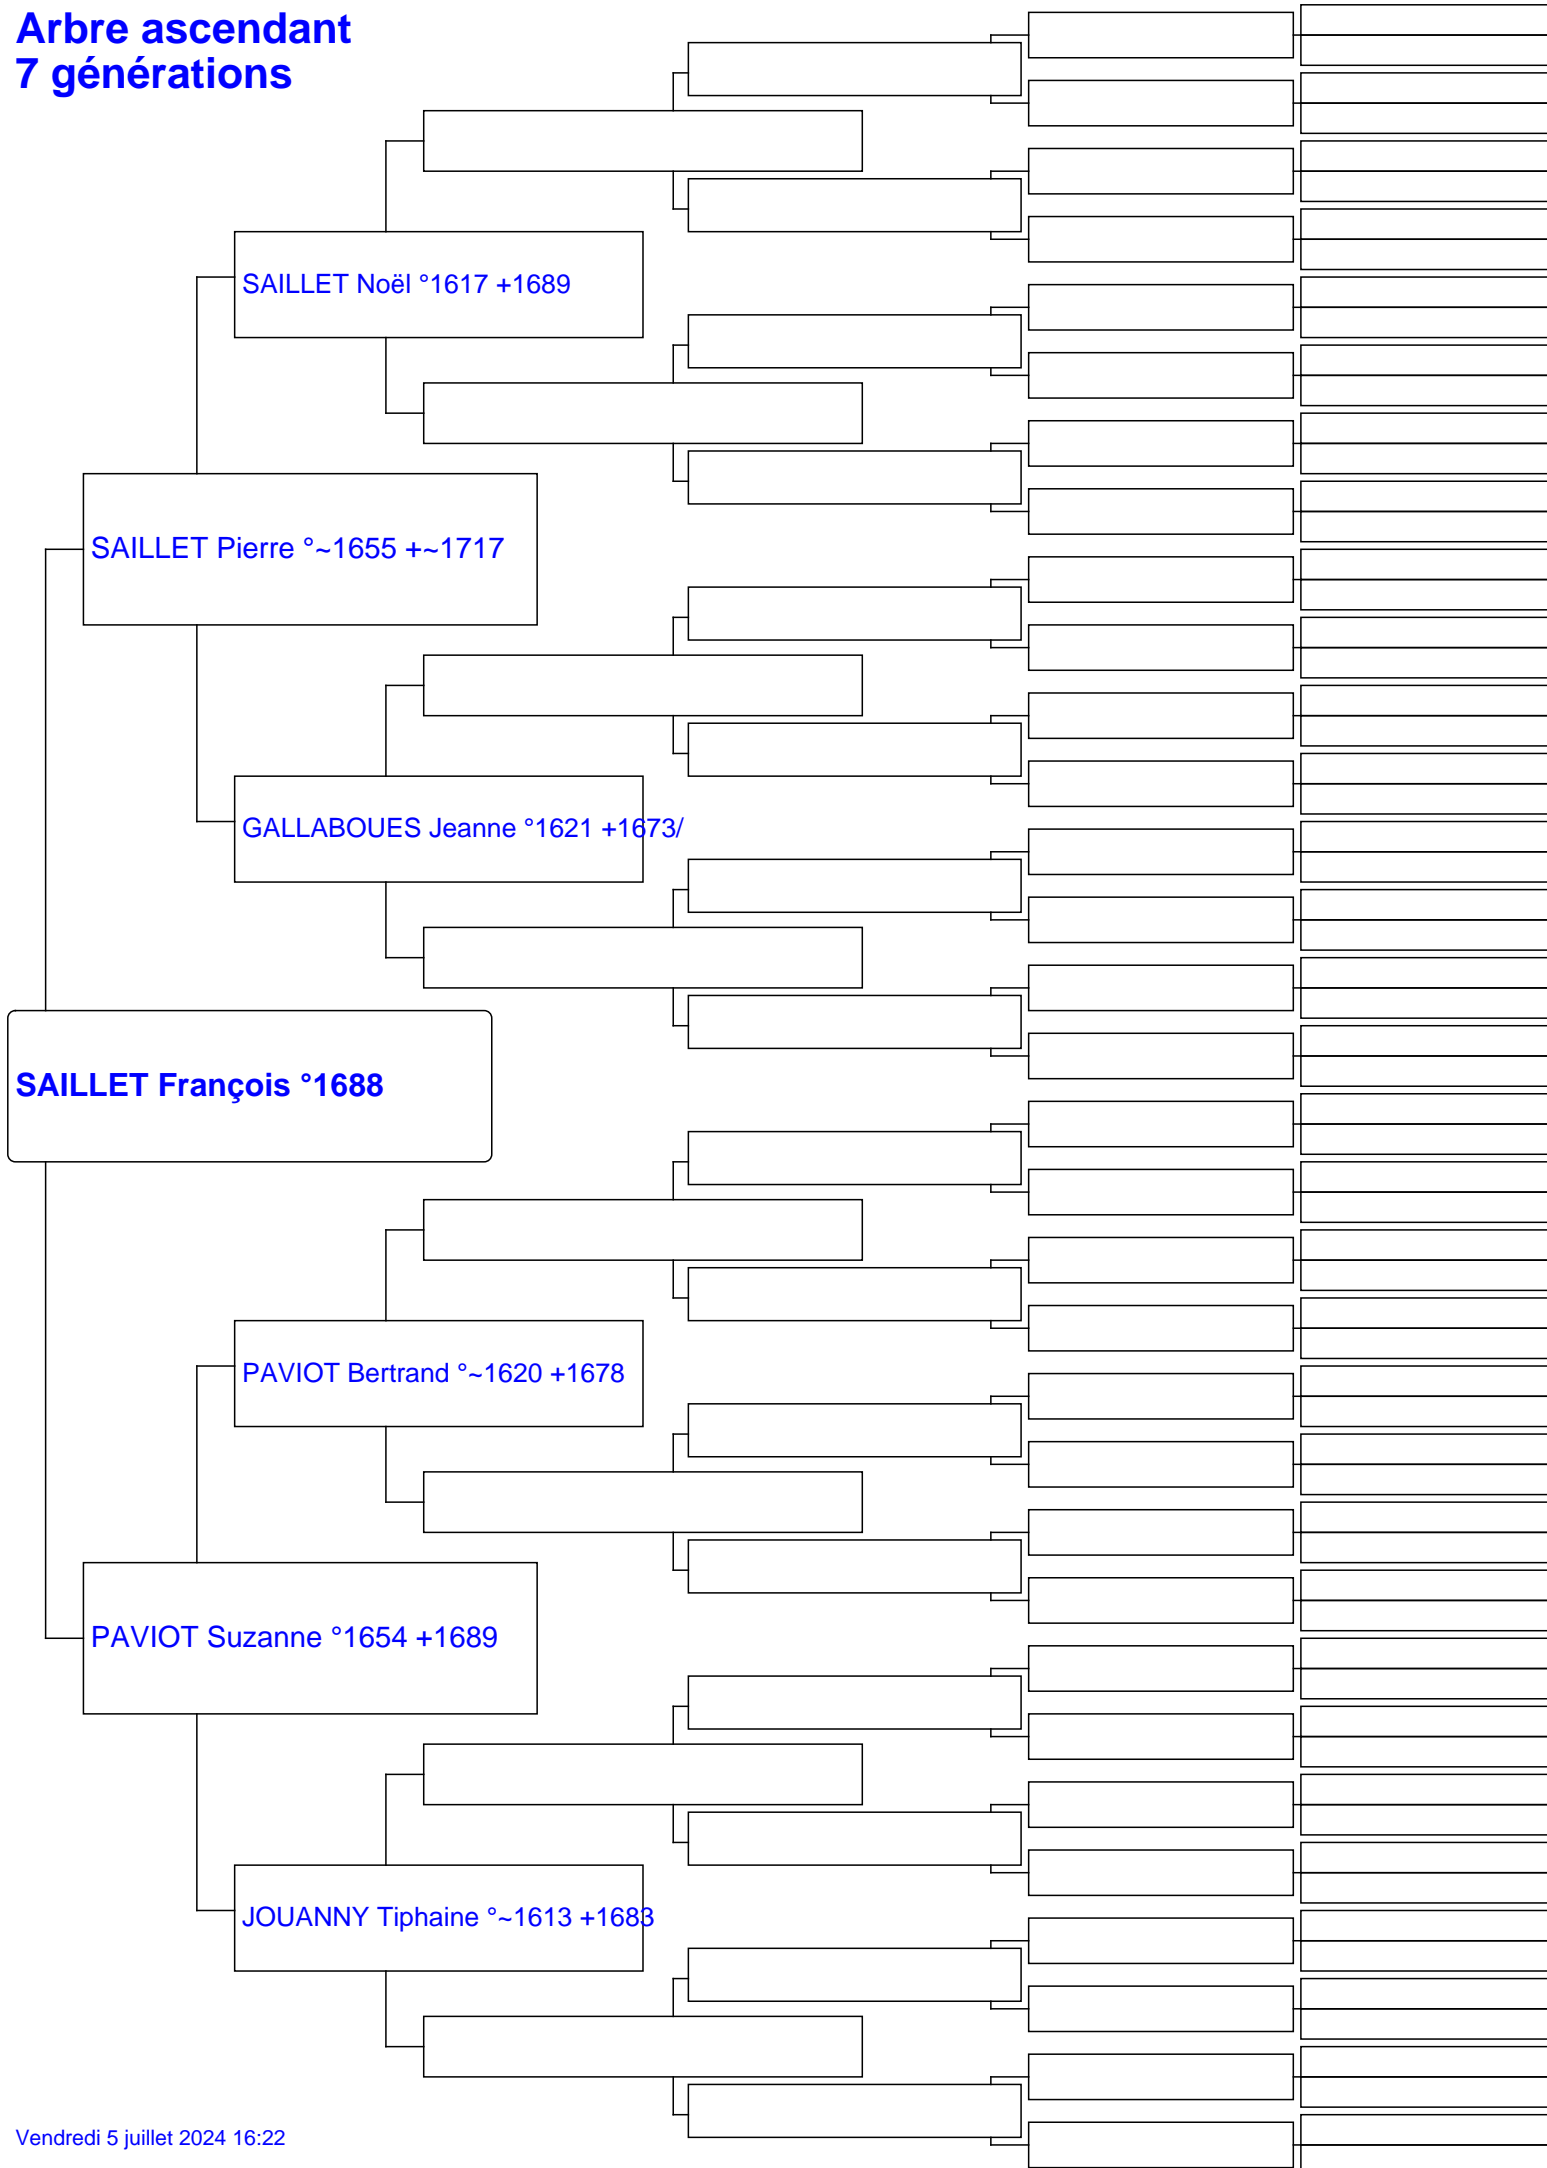 Arbre ascendant
7 générations
SAILLET Noël °1617 +1689
SAILLET Pierre °~1655 +~1717
GALLABOUES Jeanne °1621 +1673/
SAILLET François °1688
PAVIOT Bertrand °~1620 +1678
PAVIOT Suzanne °1654 +1689
JOUANNY Tiphaine °~1613 +1683
Vendredi 5 juillet 2024 16:22